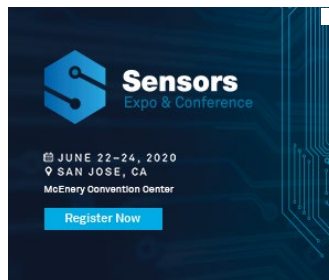 Sensors
Expo & Conference
JUNE 22–24, 2020
SAN JOSE, CA
McEnery Convention Center
Register Now